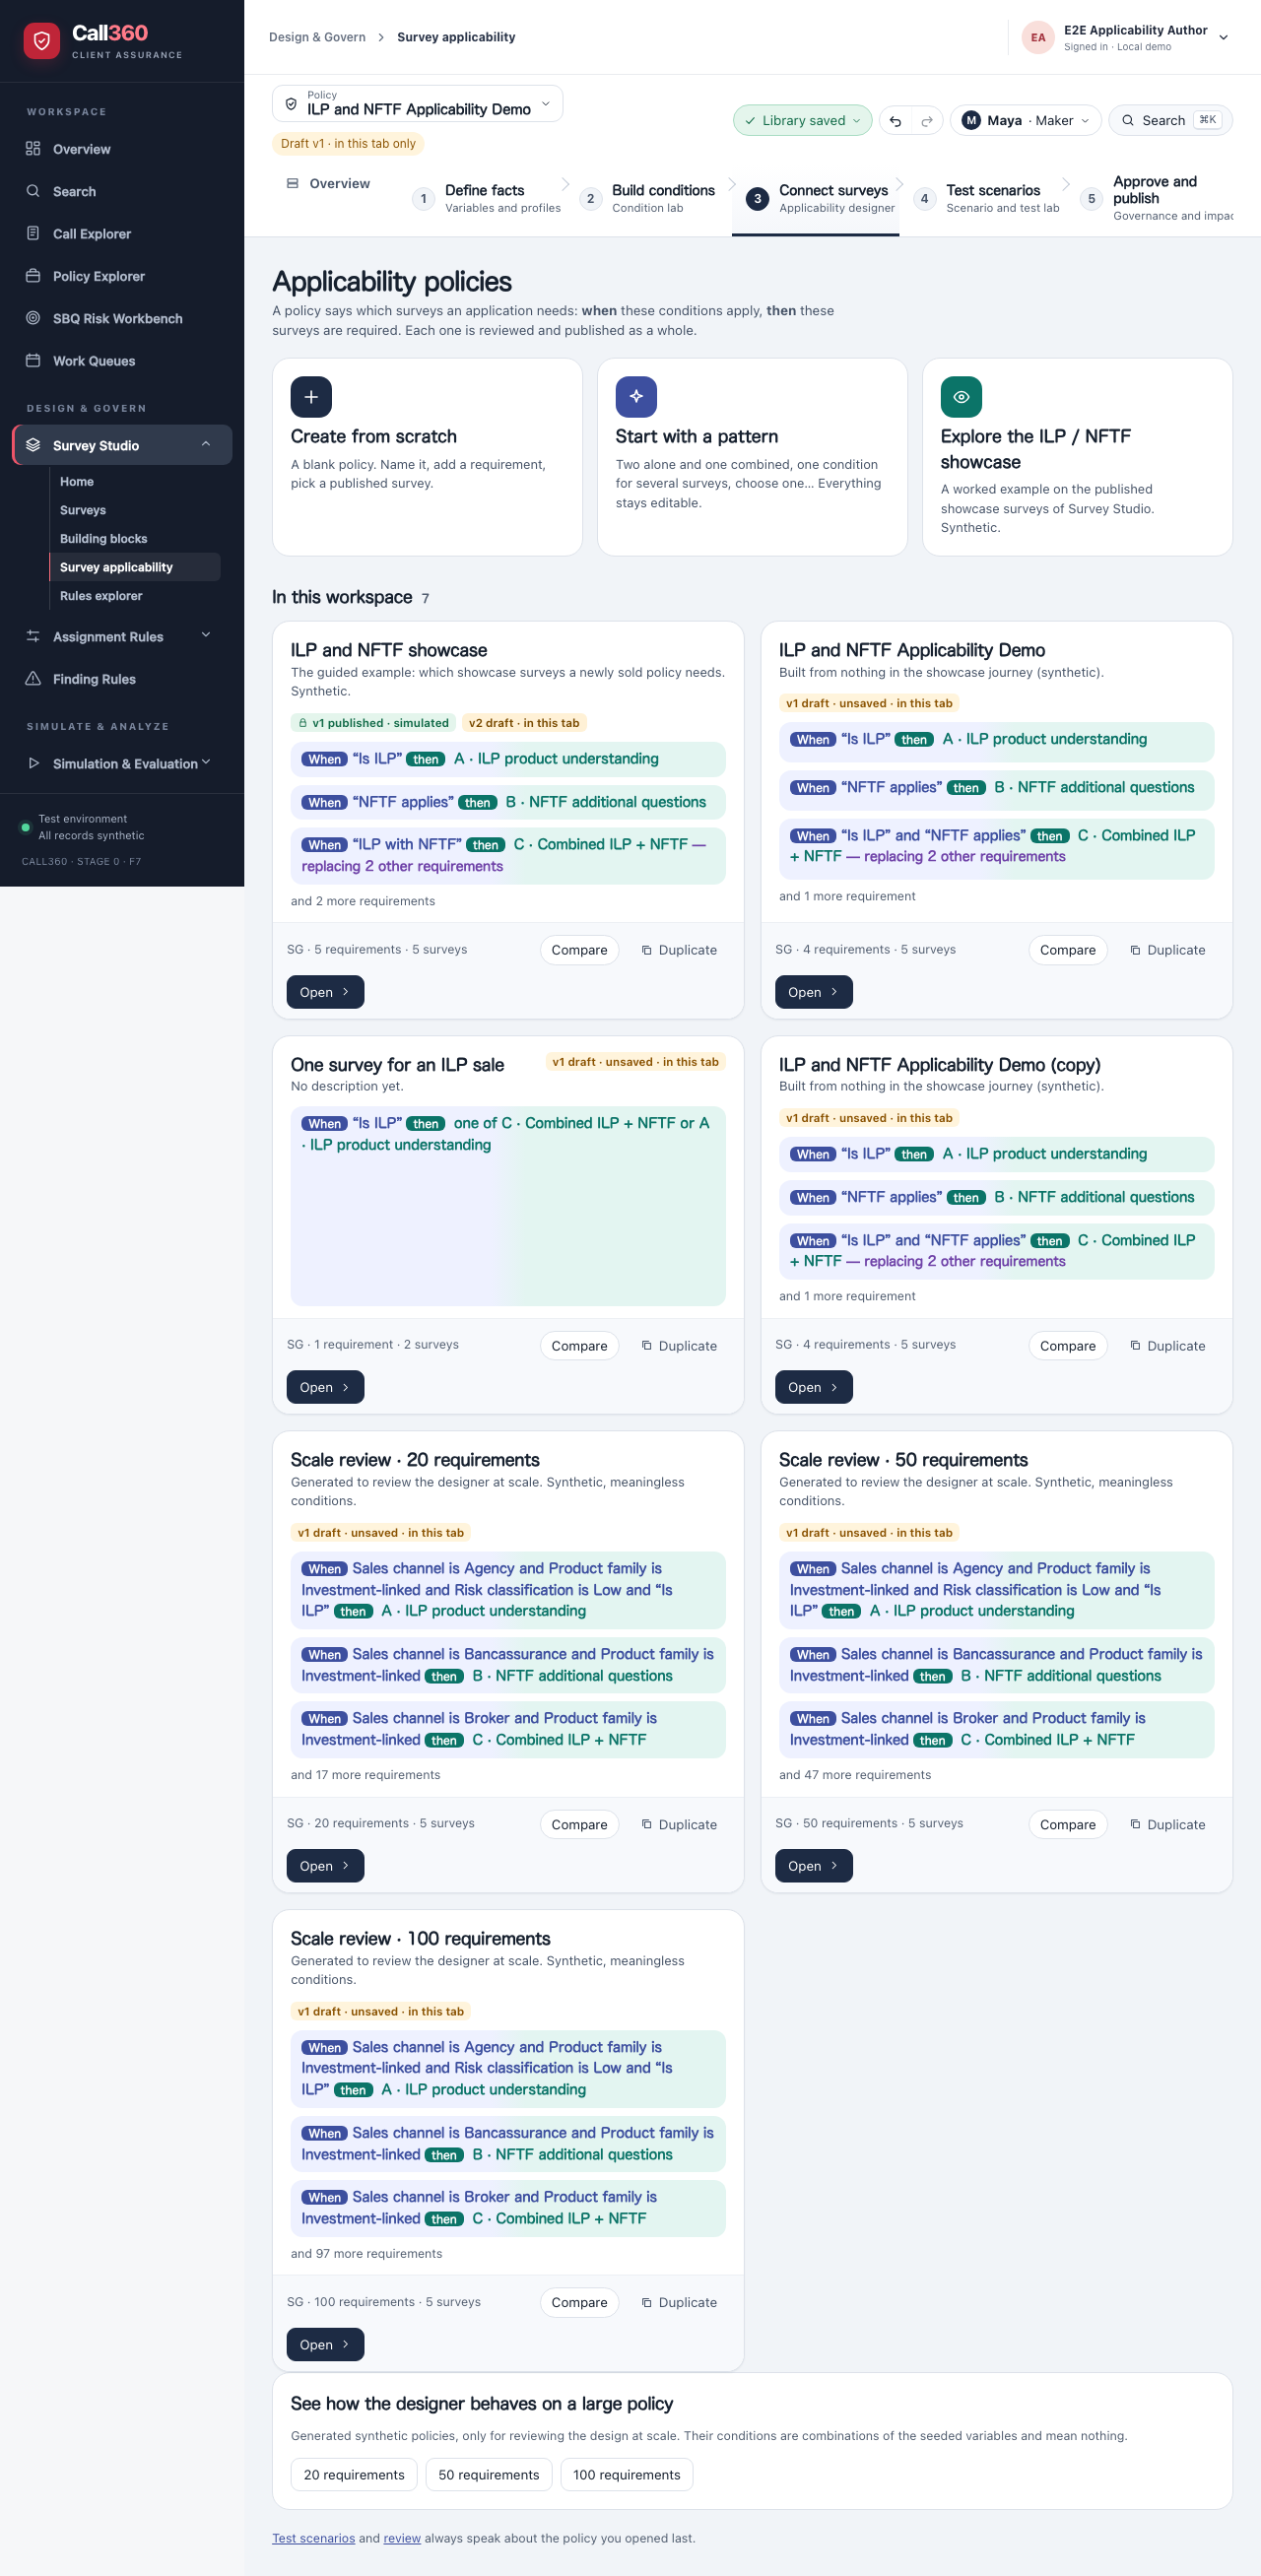 Call360
CLIENT ASSURANCE
WORKSPACE
Overview
Search
Call Explorer
Policy Explorer
SBQ Risk Workbench
Work Queues
DESIGN & GOVERN
Survey Studio
Home
Surveys
Building blocks
Survey applicability
Rules explorer
Assignment Rules
Finding Rules
SIMULATE & ANALYZE
Simulation & Evaluation
Test environment
All records synthetic
CALL360 · STAGE 0 · F7
Design & Govern
Survey applicability
EA
E2E Applicability Author
Signed in · Local demo
Policy
ILP and NFTF Applicability Demo
Draft v1 · in this tab only
Library saved
M Maya · Maker
Search ⌘K
Overview
1 Define facts
Variables and profiles
2 Build conditions
Condition lab
3 Connect surveys
Applicability designer
4 Test scenarios
Scenario and test lab
5 Approve and
publish
Governance and impac
Applicability policies
A policy says which surveys an application needs: when these conditions apply, then these
surveys are required. Each one is reviewed and published as a whole.
Create from scratch
A blank policy. Name it, add a requirement,
pick a published survey.
Start with a pattern
Two alone and one combined, one condition
for several surveys, choose one... Everything
stays editable.
Explore the ILP / NFTF
showcase
A worked example on the published
showcase surveys of Survey Studio.
Synthetic.
In this workspace 7
ILP and NFTF showcase
The guided example: which showcase surveys a newly sold policy needs.
Synthetic.
v1 published · simulated v2 draft · in this tab
When “Is ILP” then A · ILP product understanding
When “NFTF applies” then B · NFTF additional questions
When “ILP with NFTF” then C · Combined ILP + NFTF —
replacing 2 other requirements
and 2 more requirements
SG · 5 requirements · 5 surveys Compare Duplicate
Open
ILP and NFTF Applicability Demo
Built from nothing in the showcase journey (synthetic).
v1 draft · unsaved · in this tab
When “Is ILP” then A · ILP product understanding
When “NFTF applies” then B · NFTF additional questions
When “Is ILP” and “NFTF applies” then C · Combined ILP
+ NFTF — replacing 2 other requirements
and 1 more requirement
SG · 4 requirements · 5 surveys Compare Duplicate
Open
One survey for an ILP sale v1 draft · unsaved · in this tab
No description yet.
When “Is ILP” then one of C · Combined ILP + NFTF or A
· ILP product understanding
SG · 1 requirement · 2 surveys Compare Duplicate
Open
ILP and NFTF Applicability Demo (copy)
Built from nothing in the showcase journey (synthetic).
v1 draft · unsaved · in this tab
When “Is ILP” then A · ILP product understanding
When “NFTF applies” then B · NFTF additional questions
When “Is ILP” and “NFTF applies” then C · Combined ILP
+ NFTF — replacing 2 other requirements
and 1 more requirement
SG · 4 requirements · 5 surveys Compare Duplicate
Open
Scale review · 20 requirements
Generated to review the designer at scale. Synthetic, meaningless
conditions.
v1 draft · unsaved · in this tab
When Sales channel is Agency and Product family is
Investment-linked and Risk classification is Low and “Is
ILP” then A · ILP product understanding
When Sales channel is Bancassurance and Product family is
Investment-linked then B · NFTF additional questions
When Sales channel is Broker and Product family is
Investment-linked then C · Combined ILP + NFTF
and 17 more requirements
SG · 20 requirements · 5 surveys Compare Duplicate
Open
Scale review · 50 requirements
Generated to review the designer at scale. Synthetic, meaningless
conditions.
v1 draft · unsaved · in this tab
When Sales channel is Agency and Product family is
Investment-linked and Risk classification is Low and “Is
ILP” then A · ILP product understanding
When Sales channel is Bancassurance and Product family is
Investment-linked then B · NFTF additional questions
When Sales channel is Broker and Product family is
Investment-linked then C · Combined ILP + NFTF
and 47 more requirements
SG · 50 requirements · 5 surveys Compare Duplicate
Open
Scale review · 100 requirements
Generated to review the designer at scale. Synthetic, meaningless
conditions.
v1 draft · unsaved · in this tab
When Sales channel is Agency and Product family is
Investment-linked and Risk classification is Low and “Is
ILP” then A · ILP product understanding
When Sales channel is Bancassurance and Product family is
Investment-linked then B · NFTF additional questions
When Sales channel is Broker and Product family is
Investment-linked then C · Combined ILP + NFTF
and 97 more requirements
SG · 100 requirements · 5 surveys Compare Duplicate
Open
See how the designer behaves on a large policy
Generated synthetic policies, only for reviewing the design at scale. Their conditions are combinations of the seeded variables and mean nothing.
20 requirements 50 requirements 100 requirements
Test scenarios and review always speak about the policy you opened last.